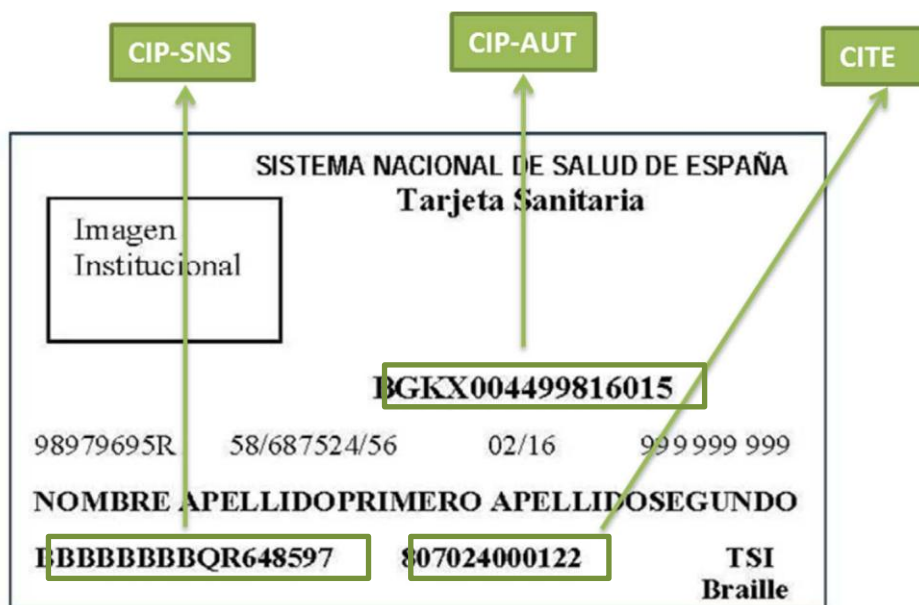 CIP-SNS CIP-AUT CITE
SISTEMA NACIONAL DE SALUD DE ESPAÑA
Tarjeta Sanitaria
Imagen
Institucional
BGKX004499816015
98979695R 58/687524/56 02/16 999 999 999
NOMBRE APELLIDOPRIMERO APELLIDOSEGUNDO
BBBBBBBBQR648597 807024000122 TSI
Braille